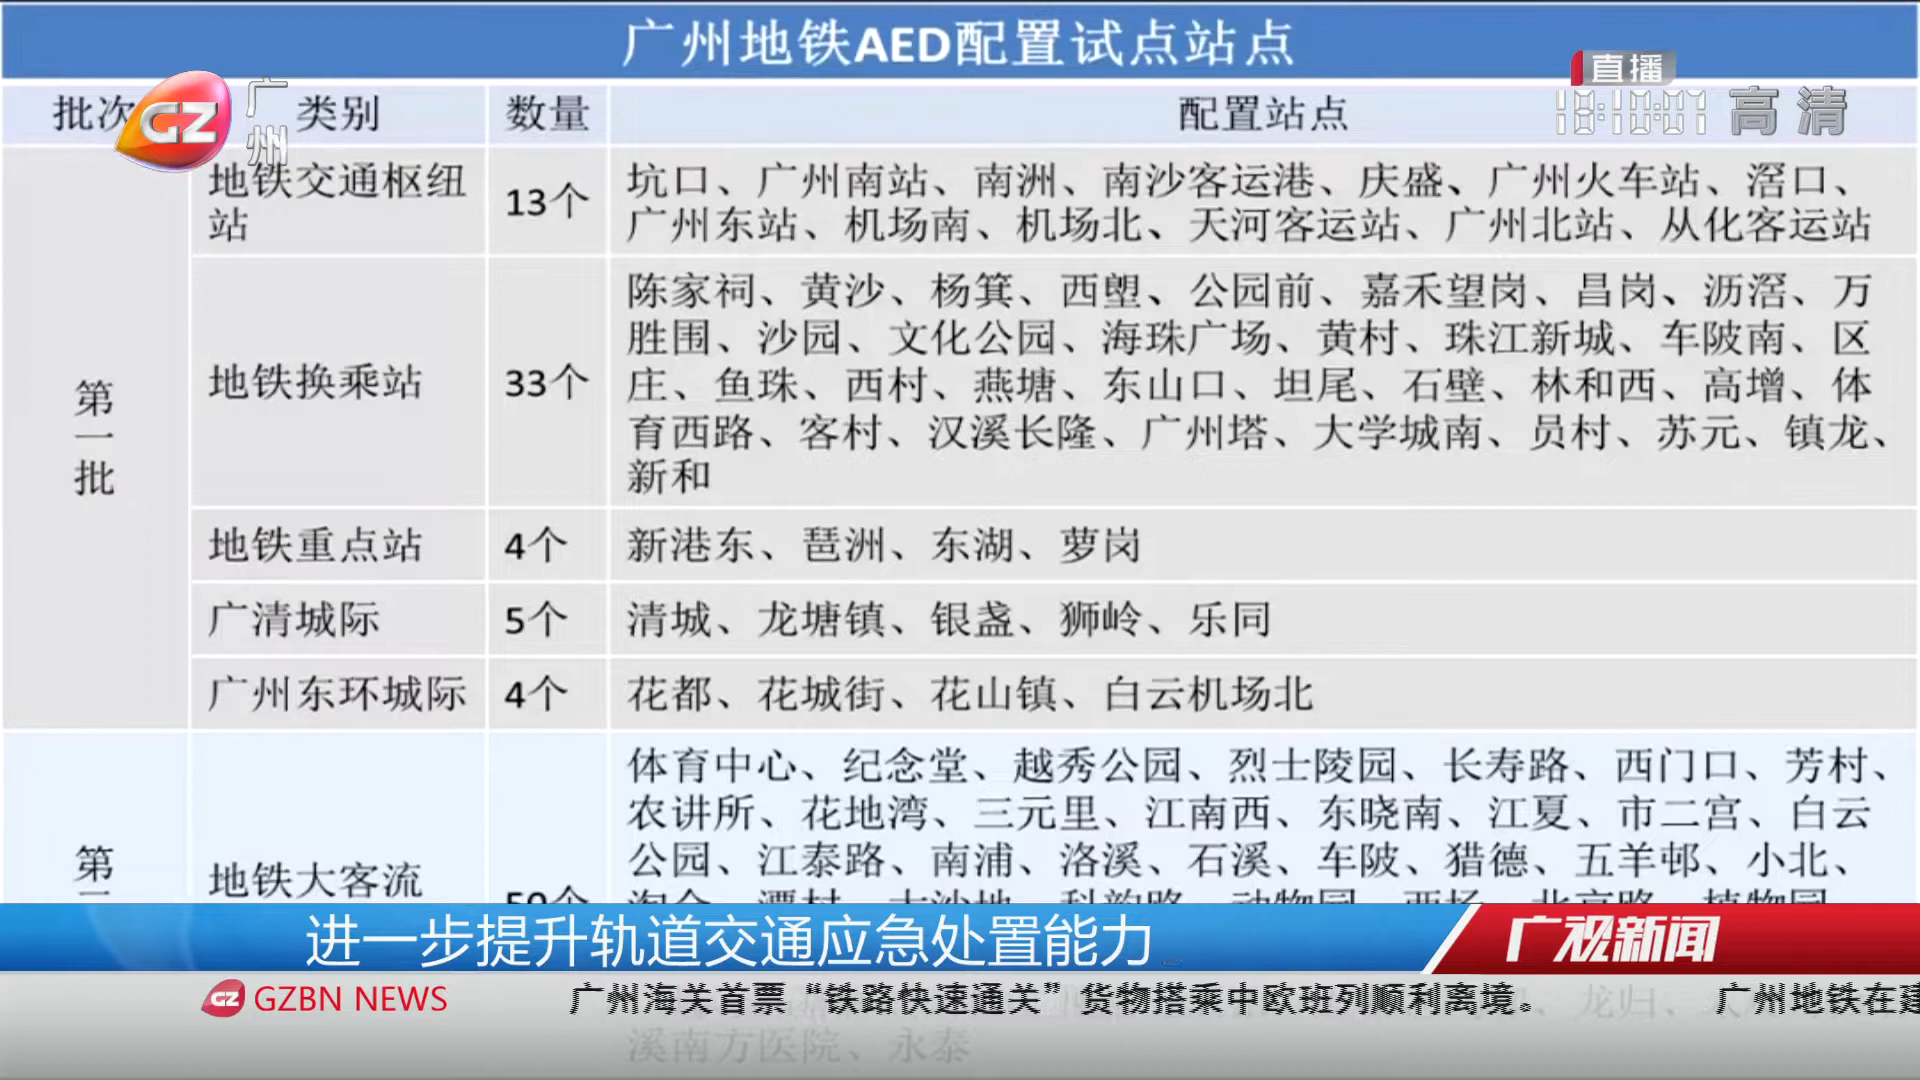 广州地铁AED配置试点站点
直播
18:10:07 高清
GZ 广州
批次 类别 数量 配置站点
第一批
地铁交通枢纽
站
13个
坑口、广州南站、南洲、南沙客运港、庆盛、广州火车站、滘口、
广州东站、机场南、机场北、天河客运站、广州北站、从化客运站
地铁换乘站
33个
陈家祠、黄沙、杨箕、西塱、公园前、嘉禾望岗、昌岗、沥滘、万
胜围、沙园、文化公园、海珠广场、黄村、珠江新城、车陂南、区
庄、鱼珠、西村、燕塘、东山口、坦尾、石壁、林和西、高增、体
育西路、客村、汉溪长隆、广州塔、大学城南、员村、苏元、镇龙、
新和
地铁重点站 4个 新港东、琶洲、东湖、萝岗
广清城际 5个 清城、龙塘镇、银盏、狮岭、乐同
广州东环城际 4个 花都、花城街、花山镇、白云机场北
第
地铁大客流
体育中心、纪念堂、越秀公园、烈士陵园、长寿路、西门口、芳村、
农讲所、花地湾、三元里、江南西、东晓南、江夏、市二宫、白云
公园、江泰路、南浦、洛溪、石溪、车陂、猎德、五羊邨、小北、
进一步提升轨道交通应急处置能力
广视新闻
GZ GZBN NEWS
广州海关首票“铁路快速通关”货物搭乘中欧班列顺利离境。 广州地铁在建
、龙归、
溪南方医院、永泰